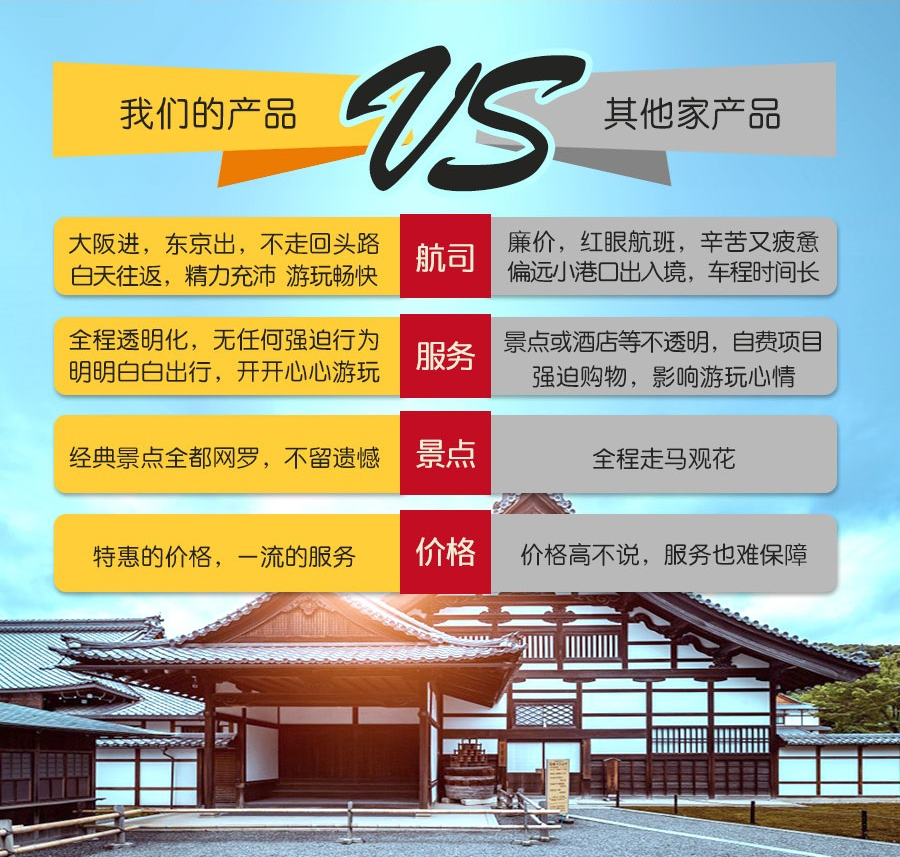 我们的产品
VS
其他家产品
大阪进，东京出，不走回头路
白天往返，精力充沛 游玩畅快
航司
廉价，红眼航班，辛苦又疲惫
偏远小港口出入境，车程时间长
全程透明化，无任何强迫行为
明明白白出行，开开心心游玩
服务
景点或酒店等不透明，自费项目
强迫购物，影响游玩心情
经典景点全都网罗，不留遗憾
景点
全程走马观花
特惠的价格，一流的服务
价格
价格高不说，服务也难保障